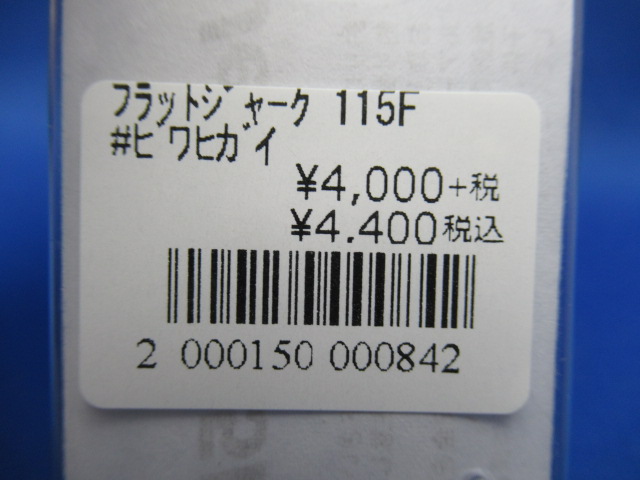 フラットジャーク 115F
#ビワヒガイ
¥4,000+税
¥4,400税込
2 000150 000842